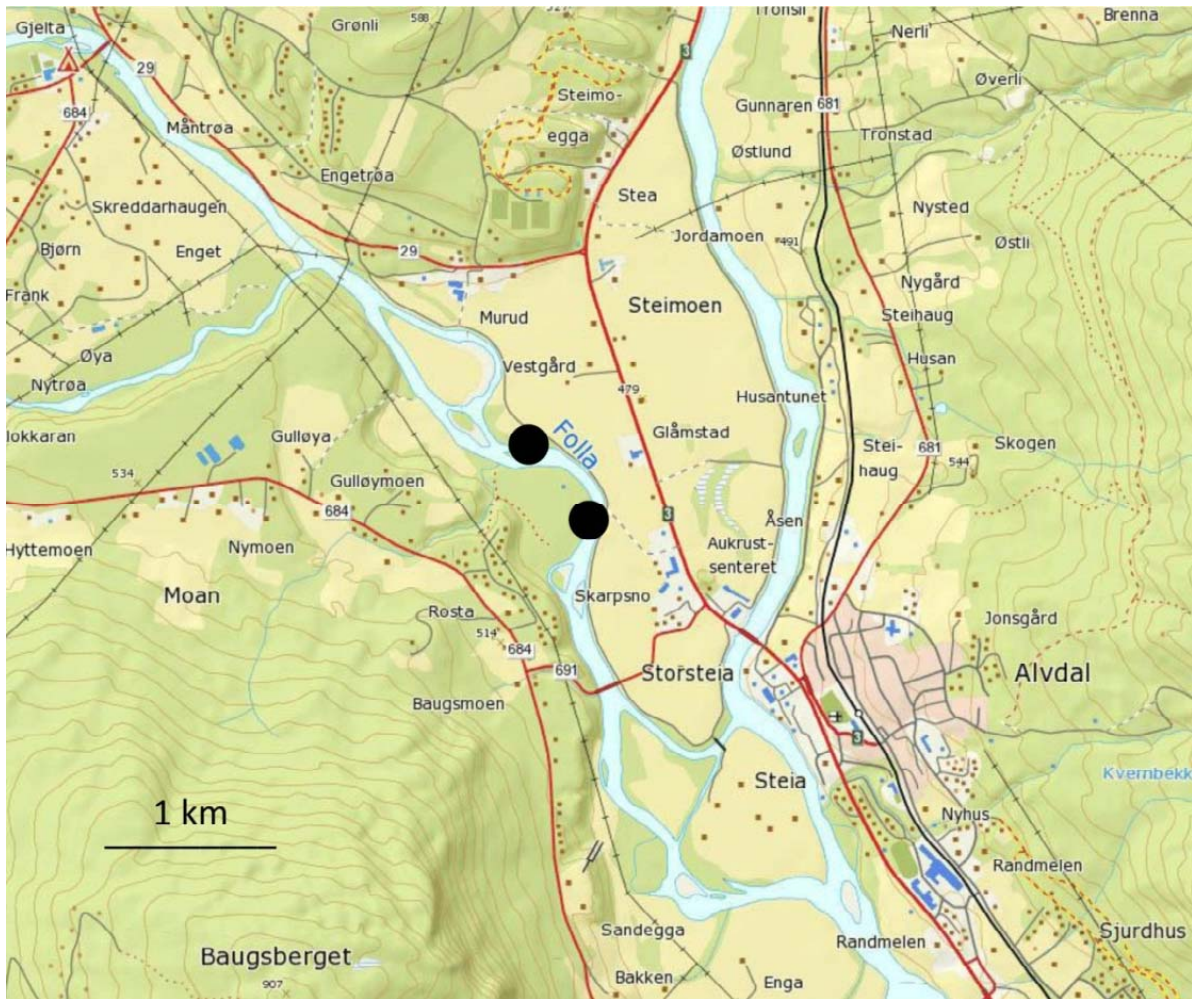 Gjelta
Grønli
588
Tronsli
Brenna
Nerli
3
29
Steimo-
egga
Øverli
684
Gunnaren
681
Måntrøa
Tronstad
Østlund
Engetrøa
Stea
Skreddarhaugen
Nysted
Jordamoen
491
Østli
Bjørn
Enget
29
Nygård
Frank
Steimoen
Steihaug
Murud
Øya
Husan
Vestgård
Nytrøa
479
Husantunet
Folla
Glåmstad
lokkaran
Gulløya
Stei-
haug
681
Skogen
544
534
Gulløymoen
684
3
Åsen
Hyttemoen
Nymoen
Aukrust-
senteret
Moan
Skarpsno
Rosta
514
Jonsgård
684
691
Storsteia
Alvdal
Baugsmoen
3
Steia
Kvernbekk
1 km
Nyhus
Randmelen
Sandegga
Randmelen
Sjurdhus
Baugsberget
907
Bakken
Enga